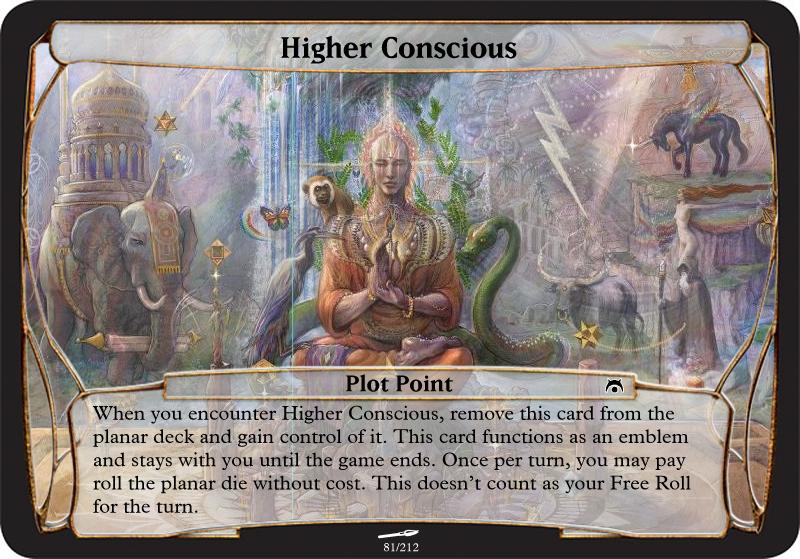 Higher Conscious
Plot Point
When you encounter Higher Conscious, remove this card from the
planar deck and gain control of it. This card functions as an emblem
and stays with you until the game ends. Once per turn, you may pay
roll the planar die without cost. This doesn't count as your Free Roll
for the turn.
81/212